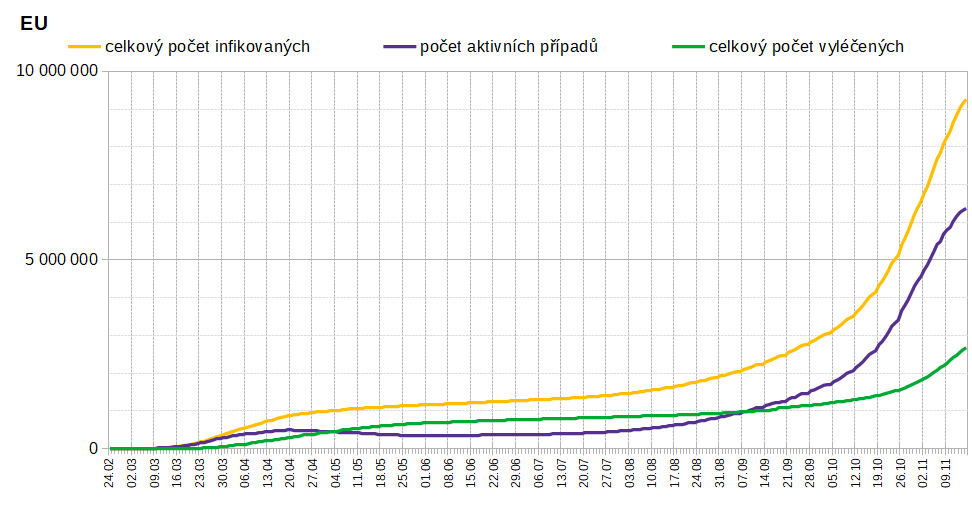 EU
celkový počet infikovaných počet aktivních případů celkový počet vyléčených
10 000 000
5 000 000
0
24.02 02.03 09.03 16.03 23.03 30.03 06.04 13.04 20.04 27.04 04.05 11.05 18.05 25.05 01.06 08.06 15.06 22.06 29.06 06.07 13.07 20.07 27.07 03.08 10.08 17.08 24.08 31.08 07.09 14.09 21.09 28.09 05.10 12.10 19.10 26.10 02.11 09.11